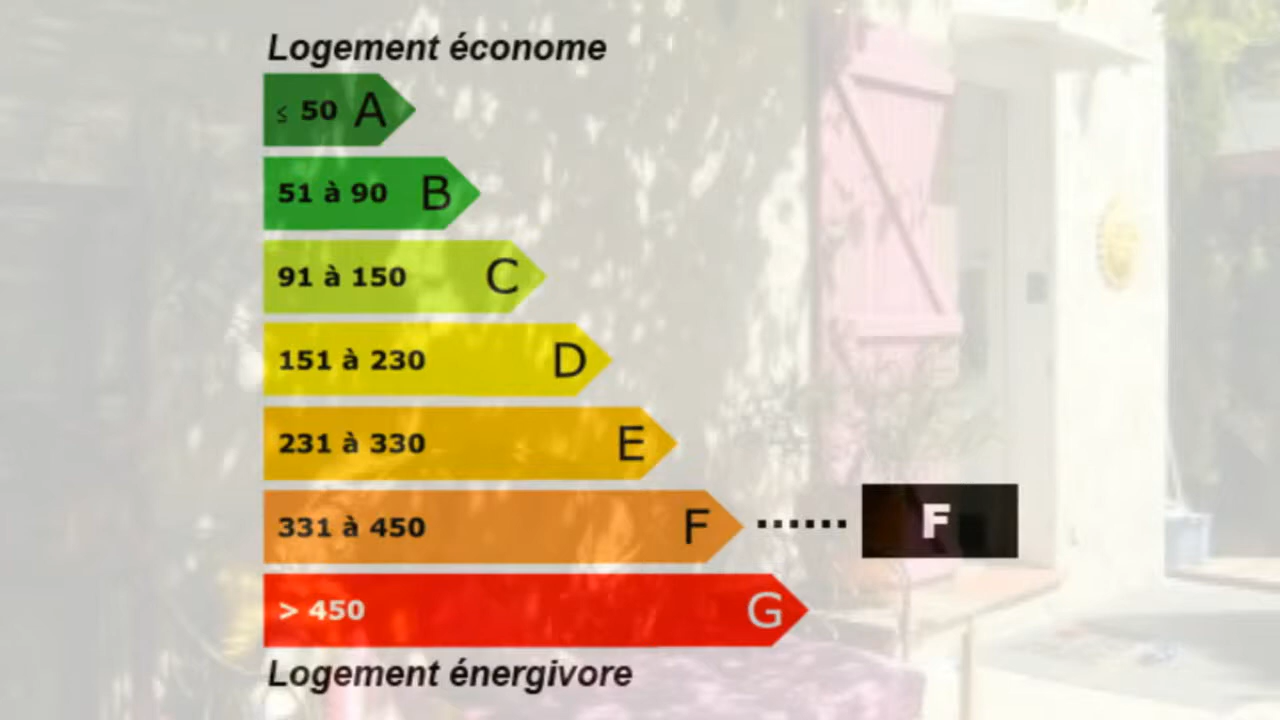 Logement économe
≤ 50 A
51 à 90 B
91 à 150 C
151 à 230 D
231 à 330 E
331 à 450 F ...... F
> 450 G
Logement énergivore